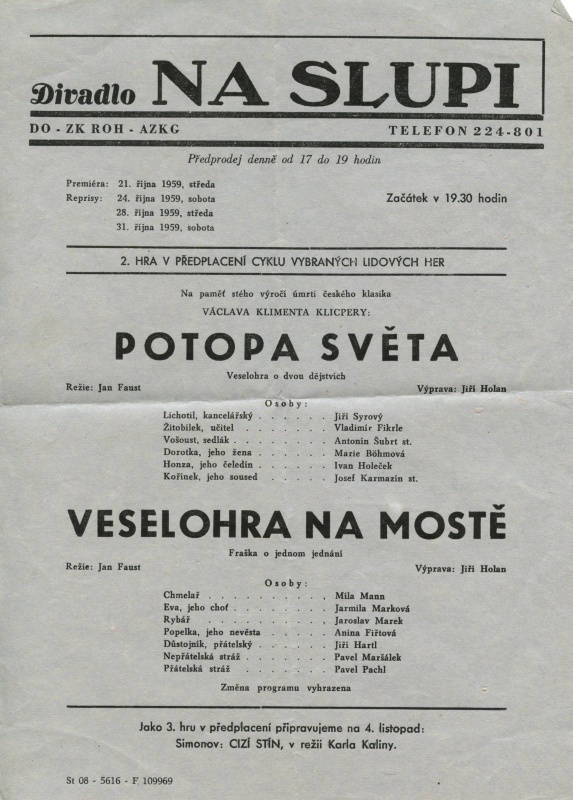 Divadlo NA SLUPI
DO - ZK ROH - AZKG TELEFON 224-801
Předprodej denně od 17 do 19 hodin
Premiéra: 21. října 1959, středa
Reprisy: 24. října 1959, sobota Začátek v 19.30 hodin
28. října 1959, středa
31. října 1959, sobota
2. HRA V PŘEDPLACENÍ CYKLU VYBRANÝCH LIDOVÝCH HER
Na paměť stého výročí úmrtí českého klasika
VÁCLAVA KLIMENTA KLICPERY:
POTOPA SVĚTA
Veselohra o dvou dějstvích
Režie: Jan Faust Výprava: Jiří Holan
Osoby:
Lichotil, kancelářský . . . . . . Jiří Syrový
Žitobilek, učitel . . . . . . . Vladimír Fikrle
Vošoust, sedlák . . . . . . . Antonin Šubrt st.
Dorotka, jeho žena . . . . . . Marie Böhmová
Honza, jeho čeledín . . . . . . Ivan Holeček
Kořínek, jeho soused . . . . . Josef Karmazin st.
VESELOHRA NA MOSTĚ
Fraška o jednom jednání
Režie: Jan Faust Výprava: Jiří Holan
Osoby:
Chmelař . . . . . . . . . . Mila Mann
Eva, jeho choť . . . . . . . Jarmila Marková
Rybář . . . . . . . . . . Jaroslav Marek
Popelka, jeho nevěsta . . . . . Anina Fiřtová
Důstojník, přátelský . . . . . Jiří Hartl
Nepřátelská stráž . . . . . . . Pavel Maršálek
Přátelská stráž . . . . . . . Pavel Pachl
Změna programu vyhrazena
Jako 3. hru v předplacení připravujeme na 4. listopad:
Simonov: CIZÍ STÍN, v režii Karla Kaliny.
St 08 - 5616 - F 109969